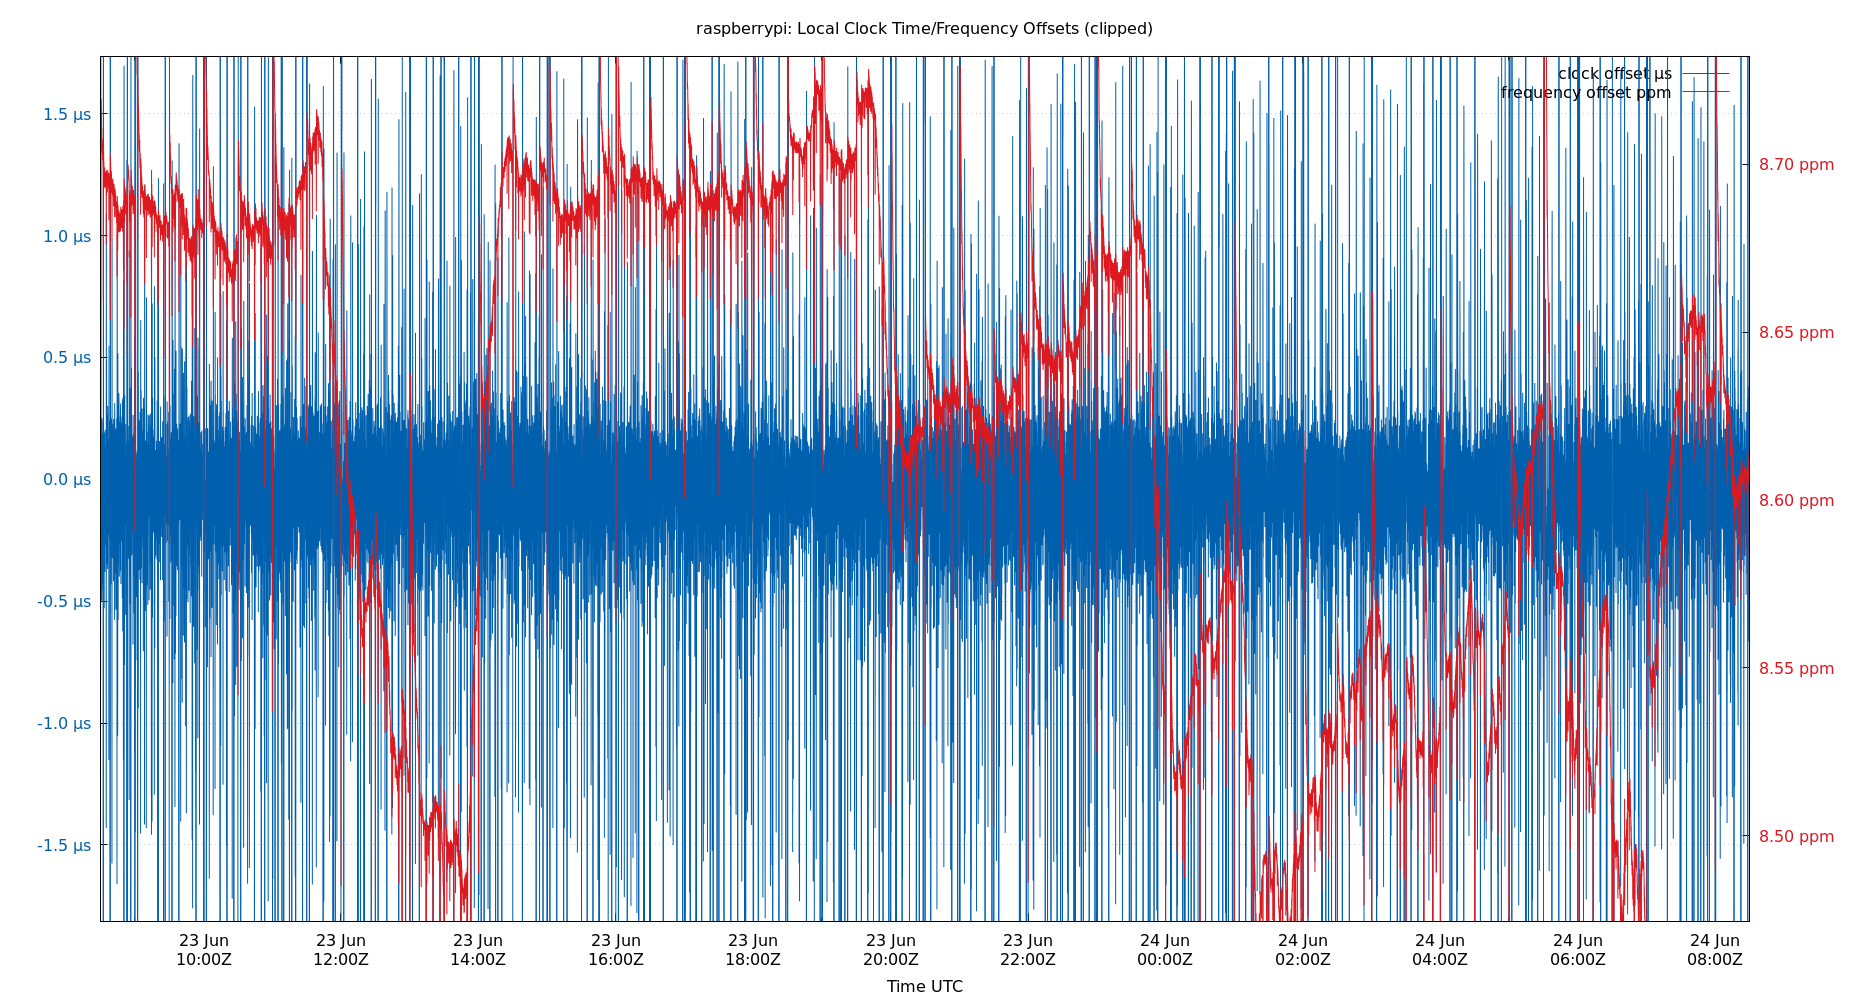 raspberrypi: Local Clock Time/Frequency Offsets (clipped)
clock offset µs
frequency offset ppm
1.5 µs
1.0 µs
0.5 µs
0.0 µs
-0.5 µs
-1.0 µs
-1.5 µs
8.70 ppm
8.65 ppm
8.60 ppm
8.55 ppm
8.50 ppm
23 Jun 23 Jun 23 Jun 23 Jun 23 Jun 23 Jun 23 Jun 24 Jun 24 Jun 24 Jun 24 Jun 24 Jun
10:00Z 12:00Z 14:00Z 16:00Z 18:00Z 20:00Z 22:00Z 00:00Z 02:00Z 04:00Z 06:00Z 08:00Z
Time UTC